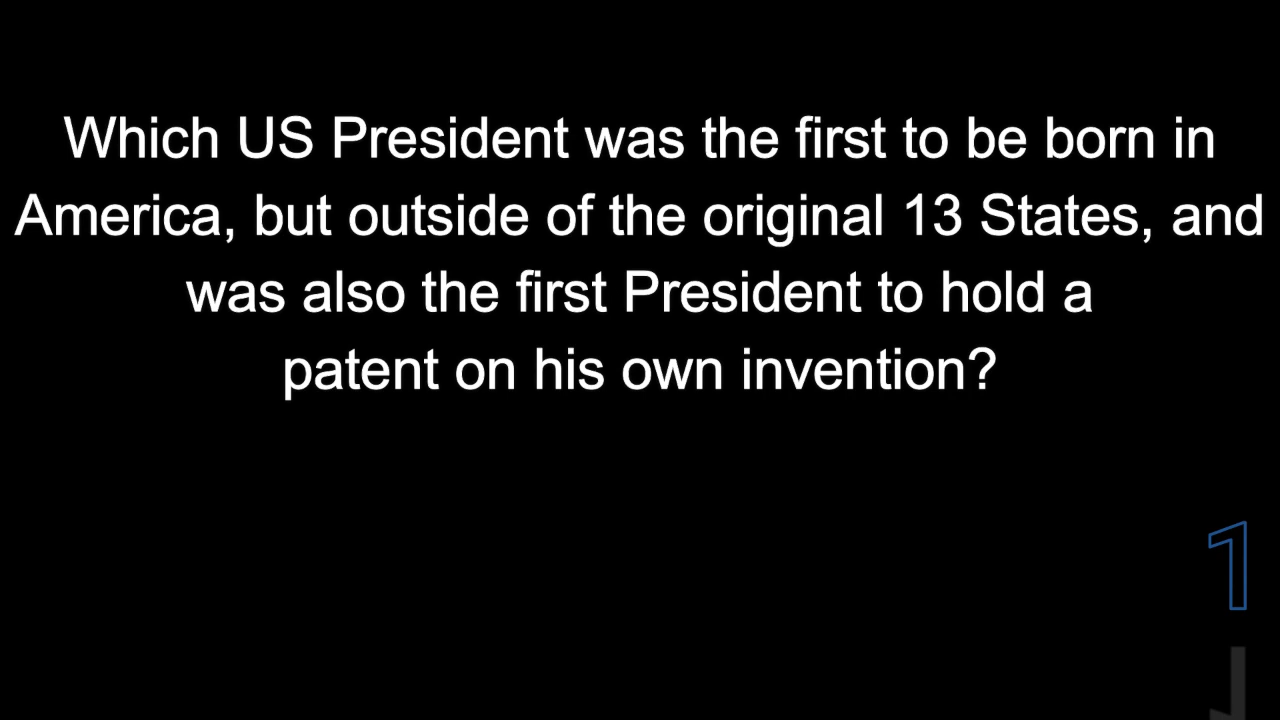 Which US President was the first to be born in
America, but outside of the original 13 States, and
was also the first President to hold a
patent on his own invention?
1